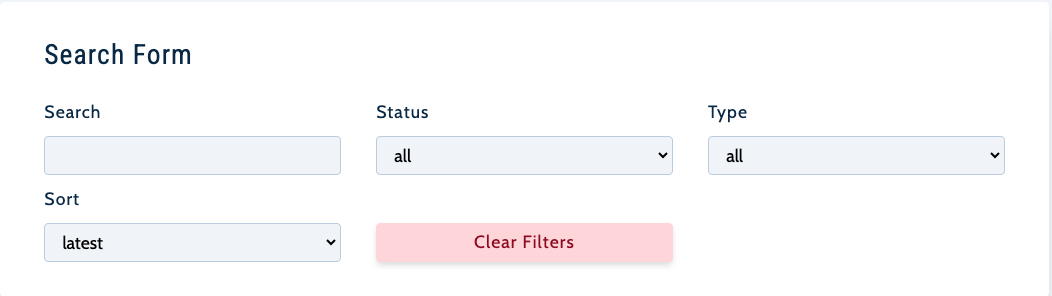 Search Form
Search
Status
Type
all
all
Sort
latest
Clear Filters